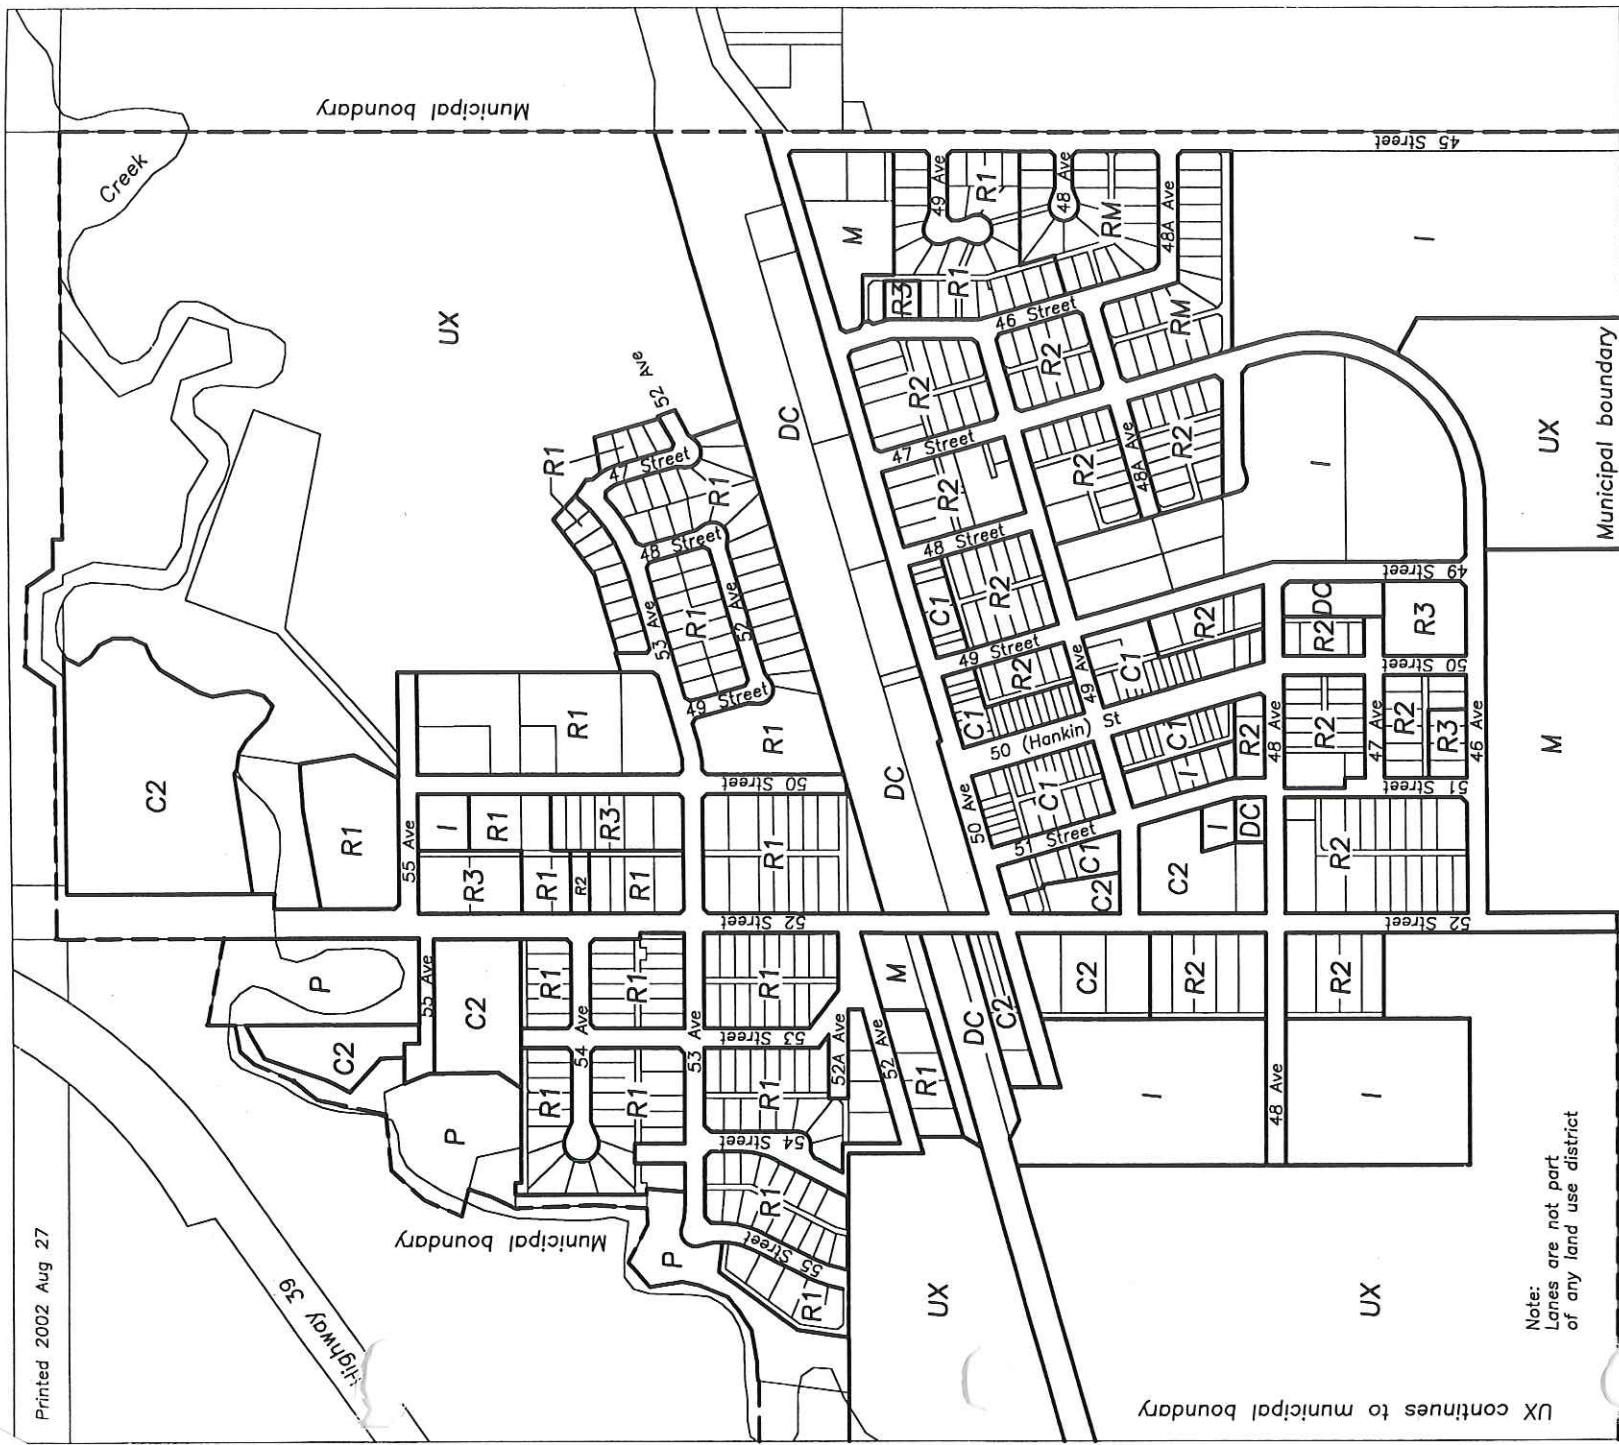 Printed 2002 Aug 27
Highway 39
Creek
Municipal boundary
UX
C2
R1
55 Ave
I
R1
R3
R3
R1
R2
R1
R1
R1
50 Street
R1
R1
47 Street
52 Ave
R1
48 Street
R1
53 Ave
52 Ave
49 Street
R1
52 Street
P
55 Ave
C2
C2
P
R1
54 Ave
R1
R1
R1
53 Ave
R1
53 Street
R1
52A Ave
52 Ave
M
R1
54 Street
R1
55 Street
R1
P
Municipal boundary
DC
DC
DC
C2
M
49 Ave
R1
48 Ave
RM
48A Ave
45 Street
R3
R1
46 Street
RM
R2
R2
47 Street
R2
R2
48A Ave
R2
48 Street
C1
R2
49 Street
R2
49 Ave
C1
R2
C1
50 (Hankin) St
C1
I
R2
48 Ave
50 Ave
C1
51 Street
C1
C2
C2
I
DC
I
I
UX
Municipal boundary
49 Street
DC
R2
R3
50 Street
R2
47 Ave
R2
R3
46 Ave
51 Street
M
R2
52 Street
C2
R2
R2
I
48 Ave
I
UX
UX
Note:
Lanes are not part
of any land use district
UX continues to municipal boundary